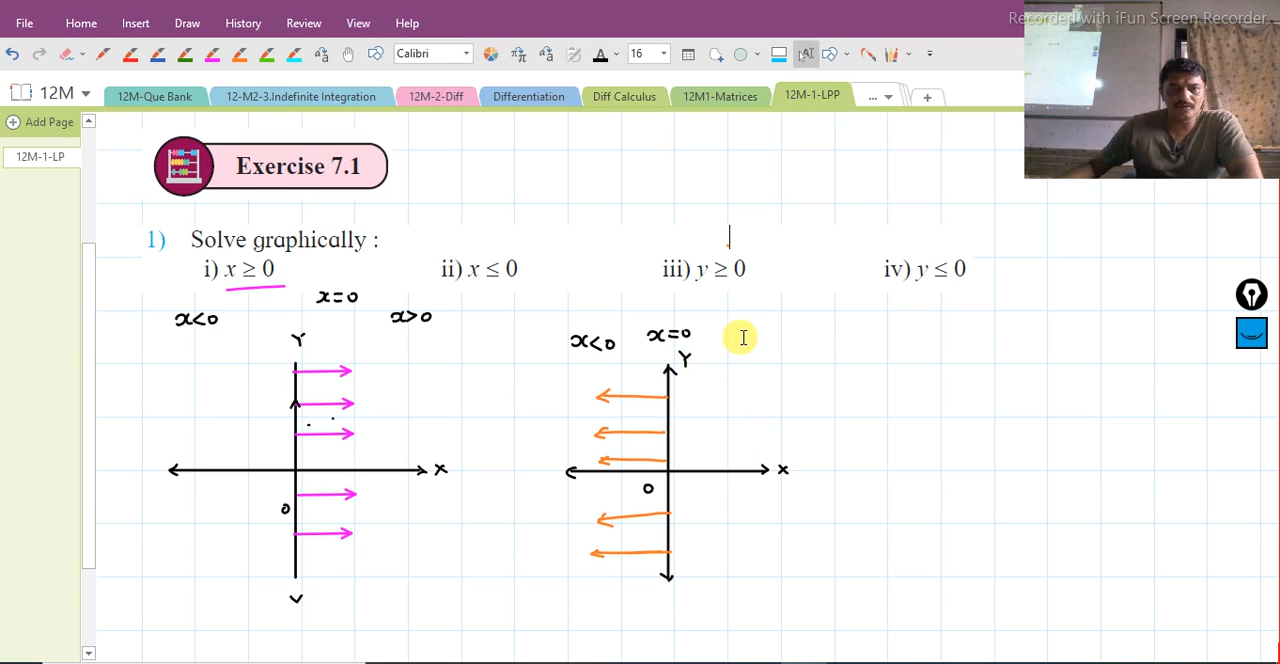 File Home Insert Draw History Review View Help
Recorded with iFun Screen Recorder
Calibri 16
12M 12M-Que Bank 12-M2-3.Indefinite Integration 12M-2-Diff Differentiation Diff Calculus 12M1-Matrices 12M-1-LPP ...
Add Page
12M-1-LP
Exercise 7.1
1) Solve graphically :
i) x ≥ 0 ii) x ≤ 0 iii) y ≥ 0 iv) y ≤ 0
x=0
x<0 x>0
x<0 x=0
Y Y
X X
0 0